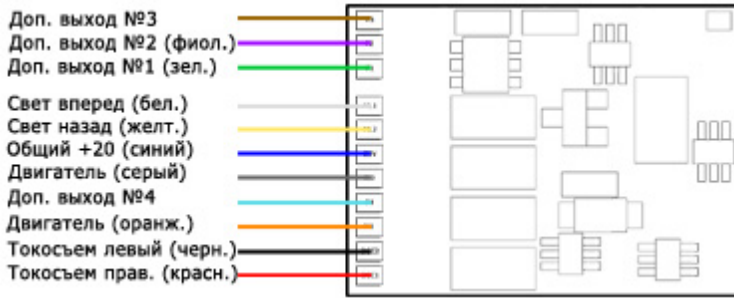 Доп. выход №3
Доп. выход №2 (фиол.)
Доп. выход №1 (зел.)
Свет вперед (бел.)
Свет назад (желт.)
Общий +20 (синий)
Двигатель (серый)
Доп. выход №4
Двигатель (оранж.)
Токосъем левый (черн.)
Токосъем прав. (красн.)